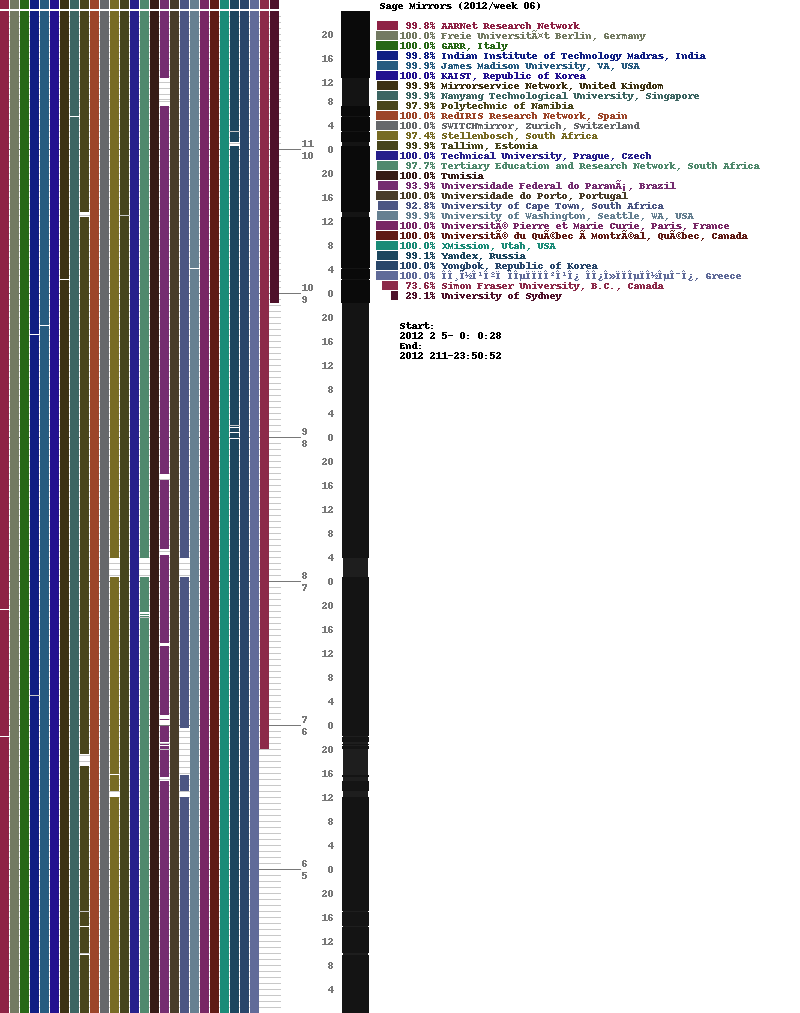 Sage Mirrors (2012/week 06)
99.8% AARNet Research Network
100.0% Freie UniversitÃ¤t Berlin, Germany
100.0% GARR, Italy
99.8% Indian Institute of Technology Madras, India
99.9% James Madison University, VA, USA
100.0% KAIST, Republic of Korea
99.9% Mirrorservice Network, United Kingdom
99.9% Nanyang Technological University, Singapore
97.9% Polytechnic of Namibia
100.0% RedIRIS Research Network, Spain
100.0% SWITCHmirror, Zurich, Switzerland
97.4% Stellenbosch, South Africa
99.9% Tallinn, Estonia
100.0% Technical University, Prague, Czech
97.7% Tertiary Education and Research Network, South Africa
100.0% Tunisia
93.9% Universidade Federal do ParanÃ¡, Brazil
100.0% Universidade do Porto, Portugal
92.8% University of Cape Town, South Africa
99.9% University of Washington, Seattle, WA, USA
100.0% UniversitÃ© Pierre et Marie Curie, Paris, France
100.0% UniversitÃ© du QuÃ©bec Ã MontrÃ©al, QuÃ©bec, Canada
100.0% XMission, Utah, USA
99.1% Yandex, Russia
100.0% Yongbok, Republic of Korea
100.0% Greece
73.6% Simon Fraser University, B.C., Canada
29.1% University of Sydney
Start:
2012 2 5- 0: 0:28
End:
2012 211-23:50:52
20
16
12
8
4
11
0
10
20
16
12
8
4
10
0
9
20
16
12
8
4
9
0
8
20
16
12
8
4
8
0
7
20
16
12
8
4
7
0
6
20
16
12
8
4
6
0
5
20
16
12
8
4